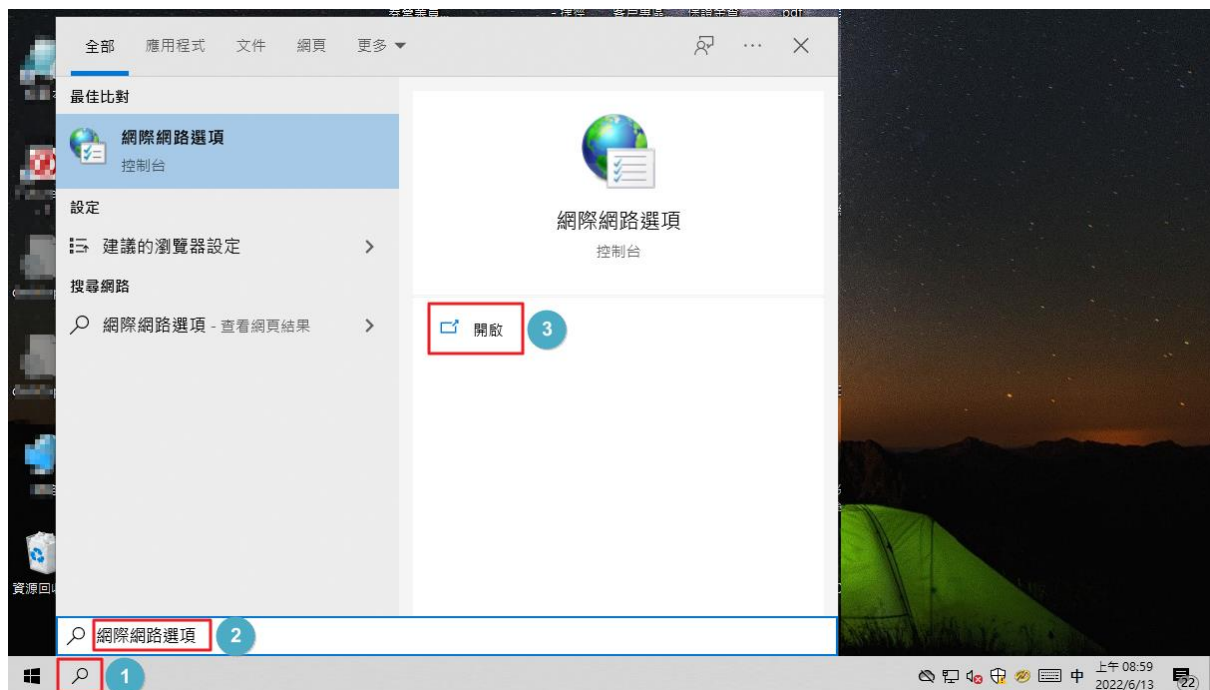 全部 應用程式 文件 網頁 更多
最佳比對
網際網路選項
控制台
設定
建議的瀏覽器設定
搜尋網路
網際網路選項 - 查看網頁結果
網際網路選項
控制台
開啟 3
資源回
網際網路選項 2
1
中 上午 08:59
2022/6/13 22